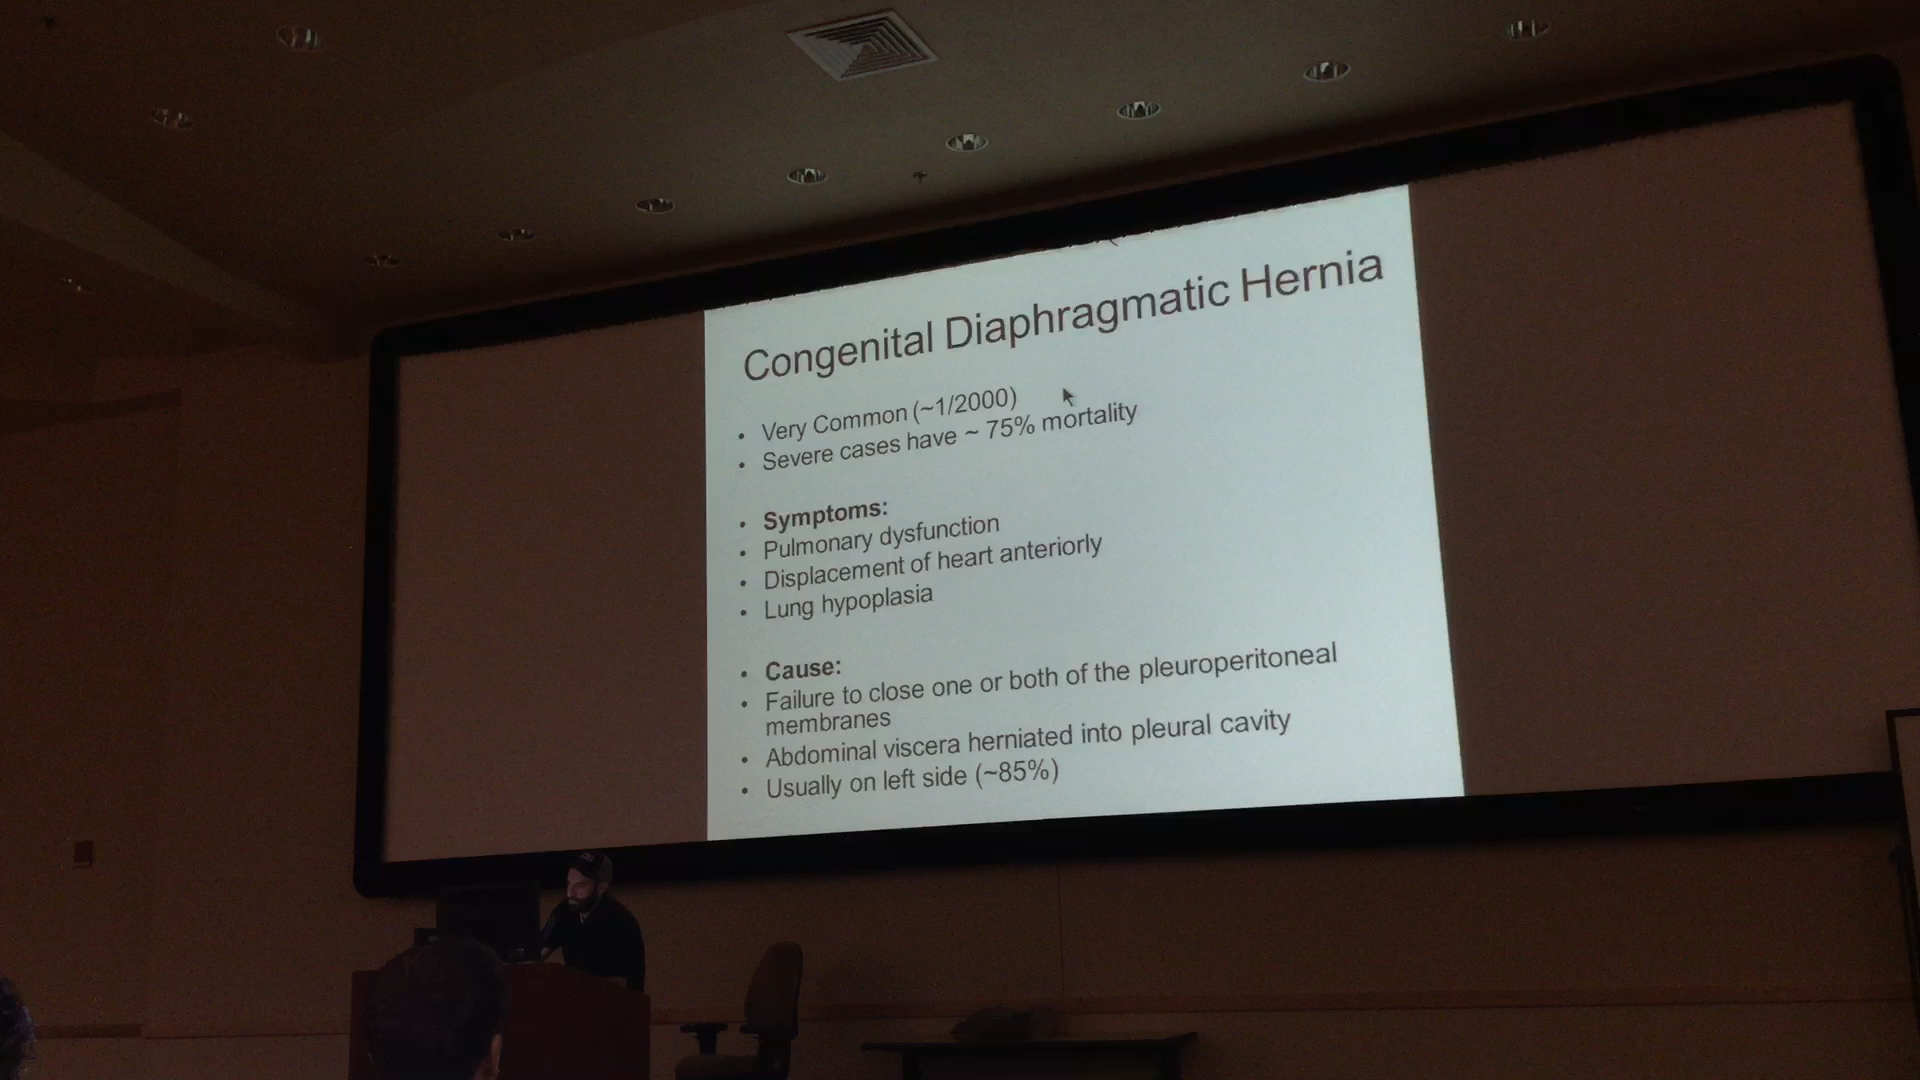 Congenital Diaphragmatic Hernia
• Very Common (~1/2000)
• Severe cases have ~ 75% mortality
• Symptoms:
• Pulmonary dysfunction
• Displacement of heart anteriorly
• Lung hypoplasia
• Cause:
• Failure to close one or both of the pleuroperitoneal
membranes
• Abdominal viscera herniated into pleural cavity
• Usually on left side (~85%)